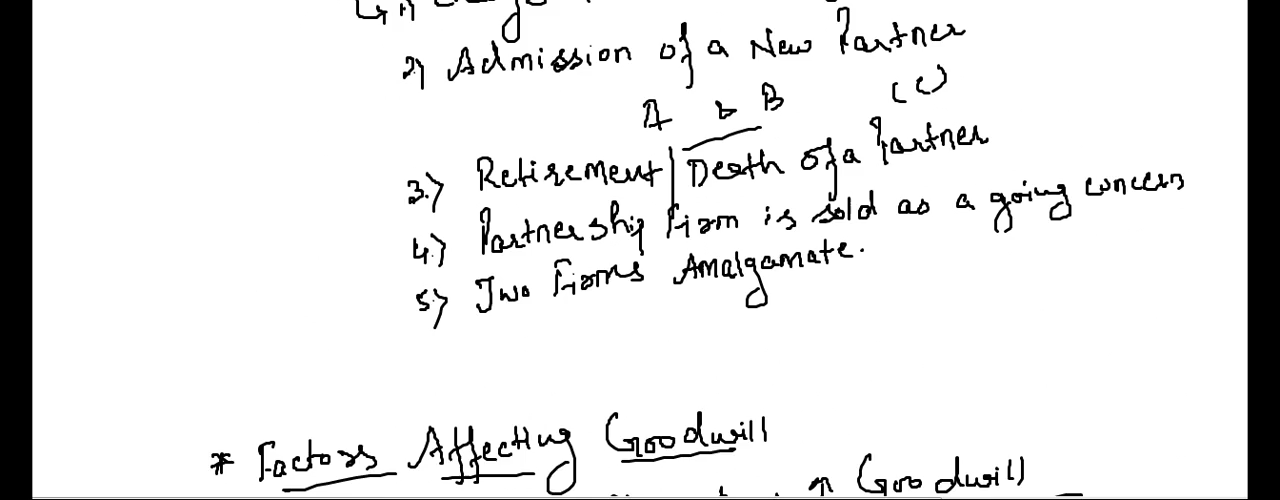 2) Admission of a New Partner
A & B (C)
3.) Retirement | Death of a Partner
4.) Partnership Firm is sold as a going concern
5.) Two Firms Amalgamate.
* Factors Affecting Goodwill
Goodwill